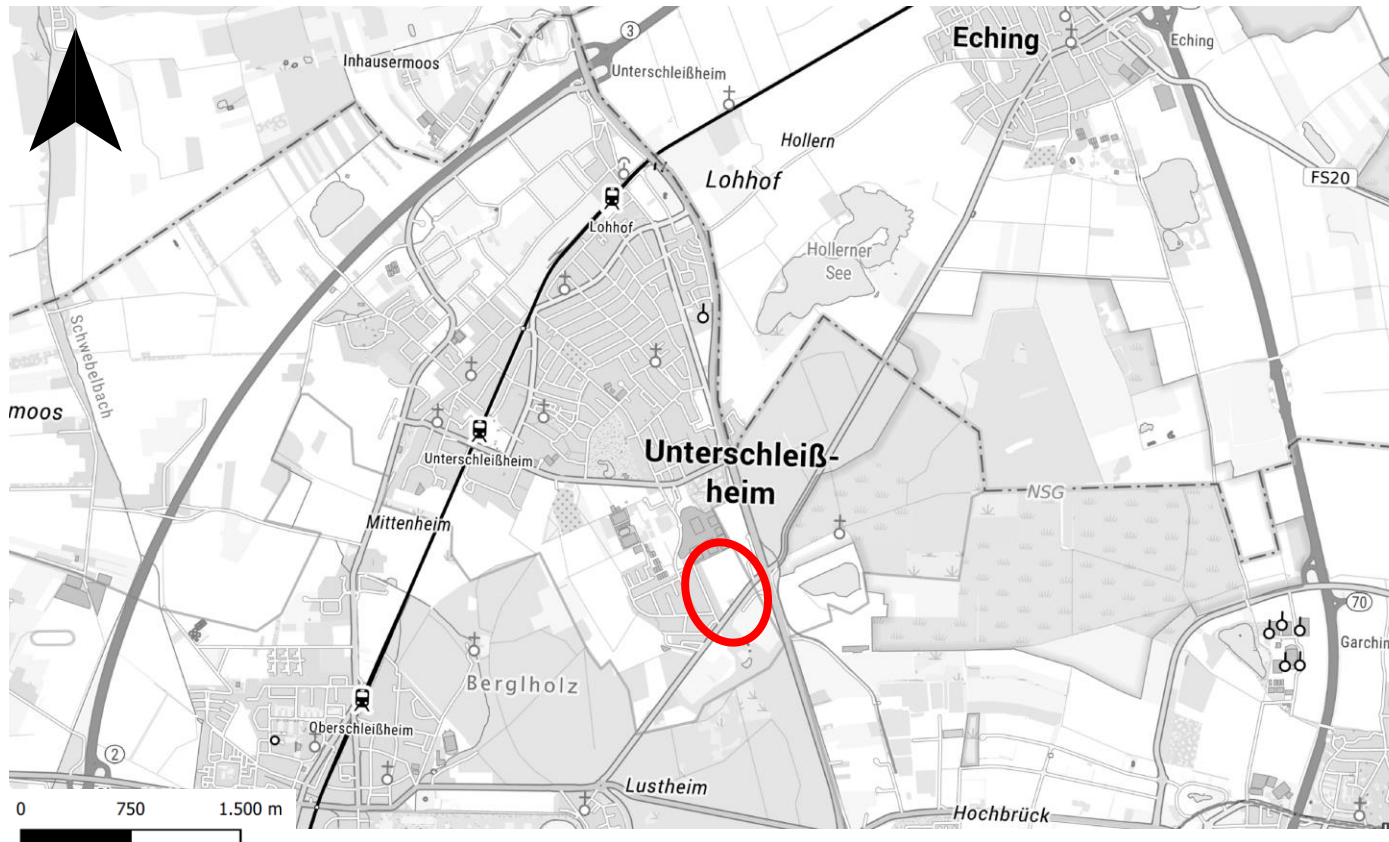 3
Inhausermoos
Unterschleißheim
Eching
Eching
Hollern
Lohhof
FS20
Lohhof
Hollerner
See
Schwebelbach
moos
Unterschleiß-
heim
Unterschleißheim
NSG
Mittenheim
70
Garchin
Berglholz
Oberschleißheim
2
Lustheim
Hochbrück
0 750 1.500 m